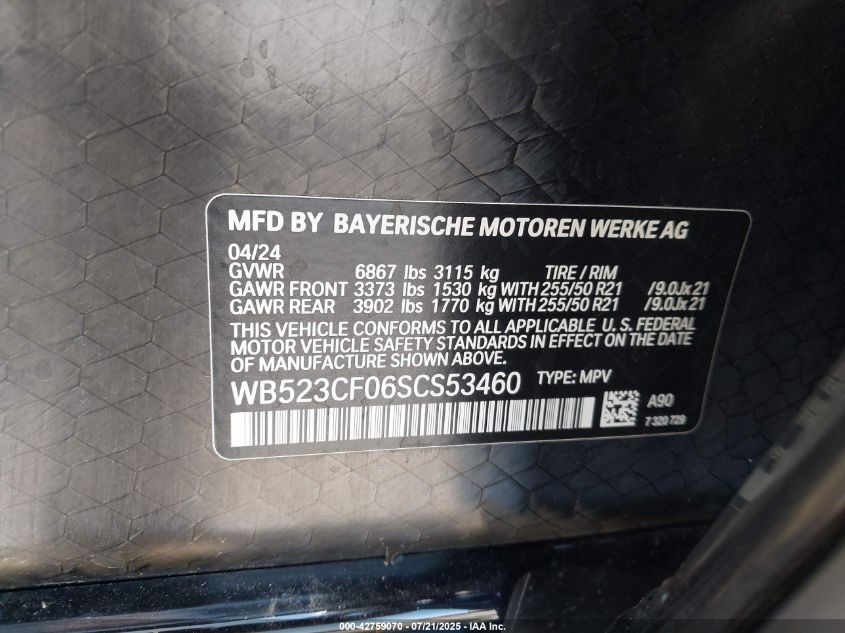 MFD BY BAYERISCHE MOTOREN WERKE AG
04/24
GVWR 6867 lbs 3115 kg TIRE / RIM
GAWR FRONT 3373 lbs 1530 kg WITH 255/50 R21 /9.0Jx21
GAWR REAR 3902 lbs 1770 kg WITH 255/50 R21 /9.0Jx21
THIS VEHICLE CONFORMS TO ALL APPLICABLE U. S. FEDERAL
MOTOR VEHICLE SAFETY STANDARDS IN EFFECT ON THE DATE
OF MANUFACTURE SHOWN ABOVE.
WB523CF06SCS53460 TYPE: MPV
A90
7 320 729
000-42759070 - 07/21/2025 - IAA Inc.